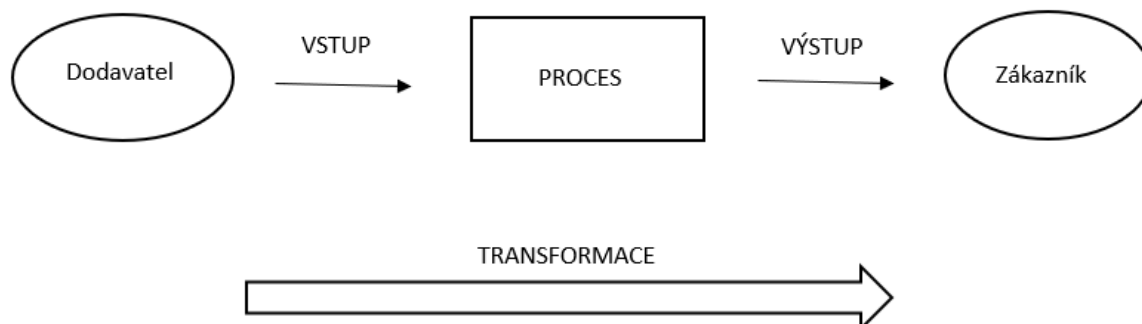 Dodavatel
VSTUP
PROCES
VÝSTUP
Zákazník
TRANSFORMACE